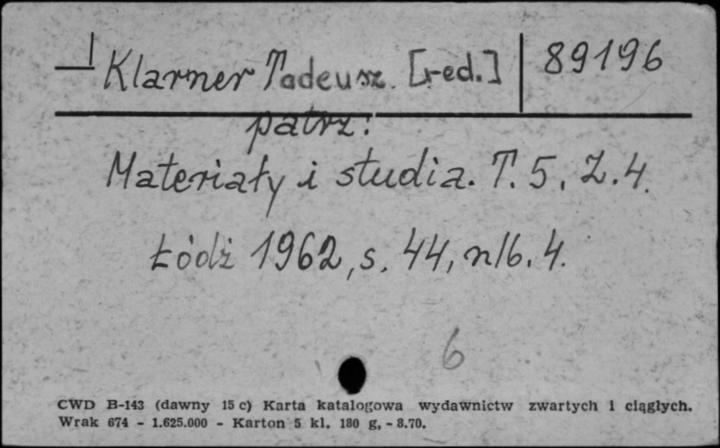 Klarner Tadeusz. [red.] 89196
patrz:
Materiały i studia. T. 5, Z. 4.
Łódź 1962, s. 44, nlb. 4.
6
CWD B-143 (dawny 15 c) Karta katalogowa wydawnictw zwartych i ciągłych.
Wrak 674 - 1.625.000 - Karton 5 kl. 180 g, - 8.70.